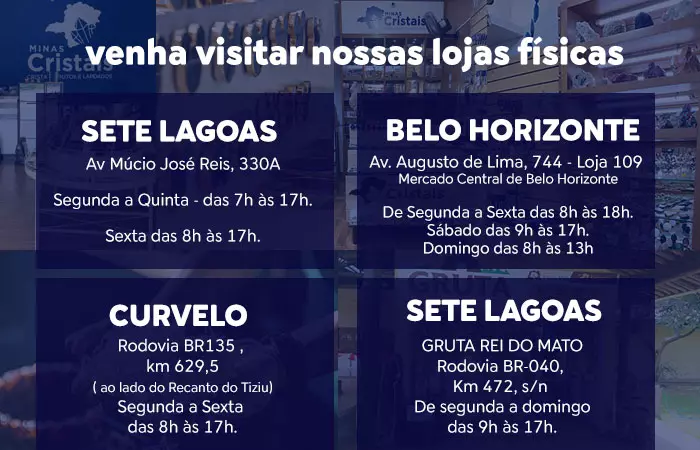 MINAS
Cristais
venha visitar nossas lojas físicas
MINAS
Cristais
SETE LAGOAS
Av Múcio José Reis, 330A
Segunda a Quinta - das 7h às 17h.
Sexta das 8h às 17h.
BELO HORIZONTE
Av. Augusto de Lima, 744 - Loja 109
Mercado Central de Belo Horizonte
De Segunda a Sexta das 8h às 18h.
Sábado das 9h às 17h.
Domingo das 8h às 13h
CURVELO
Rodovia BR135 ,
km 629,5
( ao lado do Recanto do Tiziu)
Segunda a Sexta
das 8h às 17h.
GRUTA
SETE LAGOAS
GRUTA REI DO MATO
Rodovia BR-040,
Km 472, s/n
De segunda a domingo
das 9h às 17h.